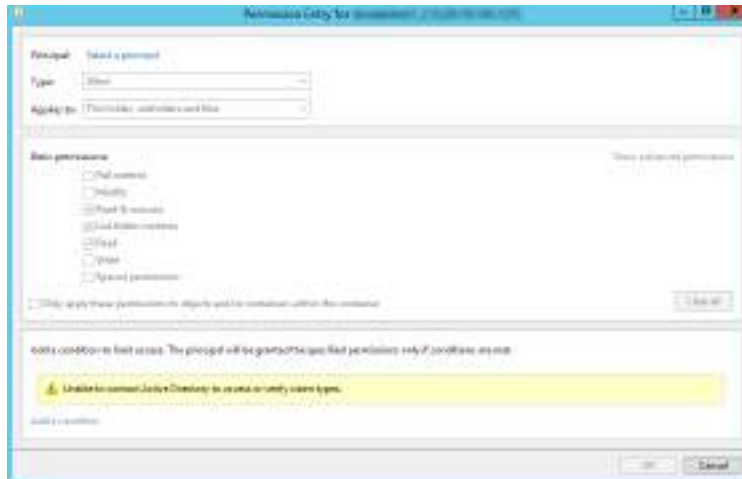 Permission Entry for
Principal: Select a principal
Type: Allow
Applies to: This folder, subfolders and files
Basic permissions:
Show advanced permissions
Full control
Modify
Read & execute
List folder contents
Read
Write
Special permissions
Only apply these permissions to objects and/or containers within this container
Clear all
Add a condition to limit access. The principal will be granted the specified permissions only if conditions are met.
Unable to contact Active Directory to access or verify claim types.
Add a condition
OK
Cancel